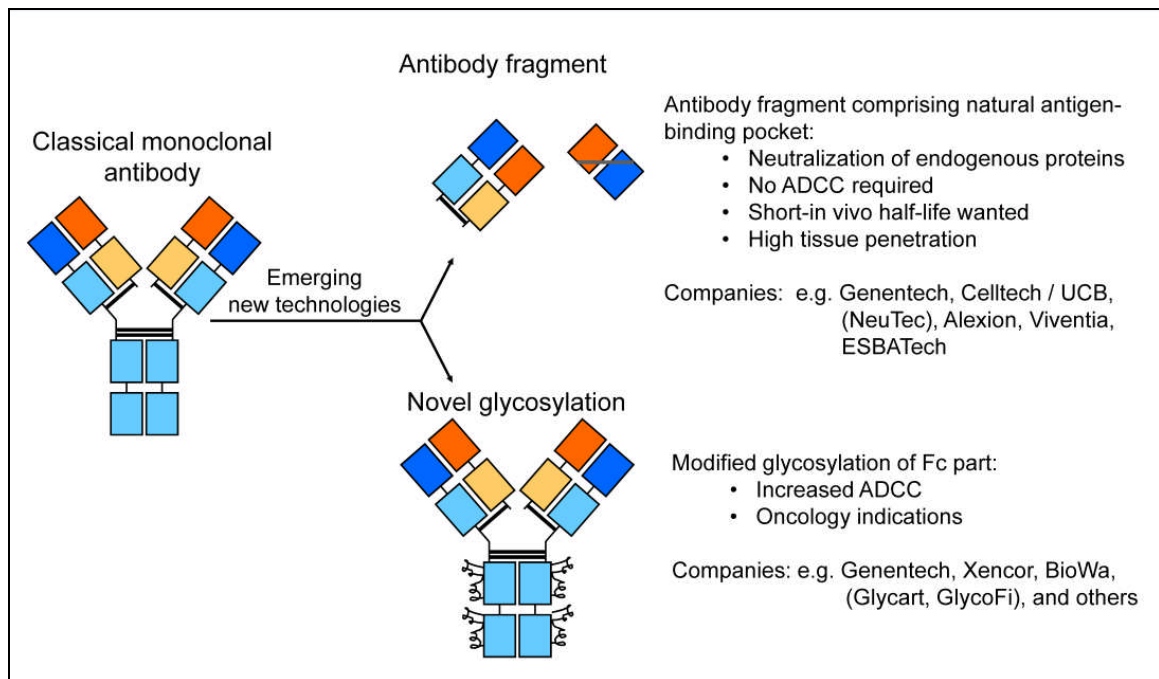 Antibody fragment
Classical monoclonal
antibody
Emerging
new technologies
Antibody fragment comprising natural antigen-
binding pocket:
• Neutralization of endogenous proteins
• No ADCC required
• Short-in vivo half-life wanted
• High tissue penetration
Companies: e.g. Genentech, Celltech / UCB,
(NeuTec), Alexion, Viventia,
ESBATech
Novel glycosylation
Modified glycosylation of Fc part:
• Increased ADCC
• Oncology indications
Companies: e.g. Genentech, Xencor, BioWa,
(Glycart, GlycoFi), and others